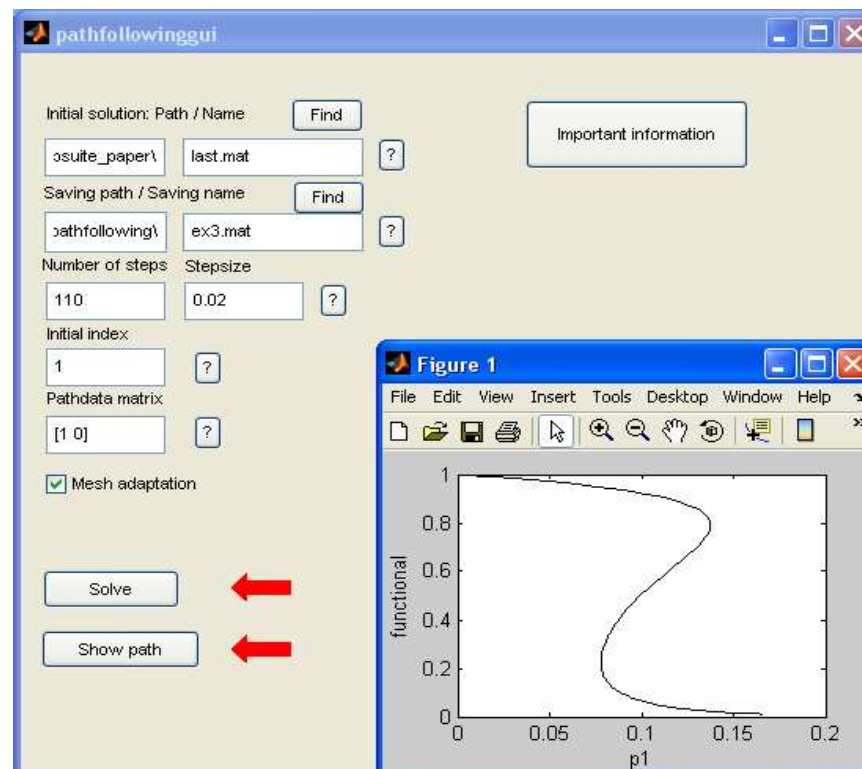 pathfollowinggui
Initial solution: Path / Name
Find
Important information
osuite_paper\
last.mat
?
Saving path / Saving name
Find
pathfollowing\
ex3.mat
?
Number of steps
Stepsize
110
0.02
?
Initial index
1
?
Pathdata matrix
[1 0]
?
Mesh adaptation
Solve
Show path
Figure 1
File Edit View Insert Tools Desktop Window Help
1
0.8
0.6
0.4
0.2
0
functional
0 0.05 0.1 0.15 0.2
p1